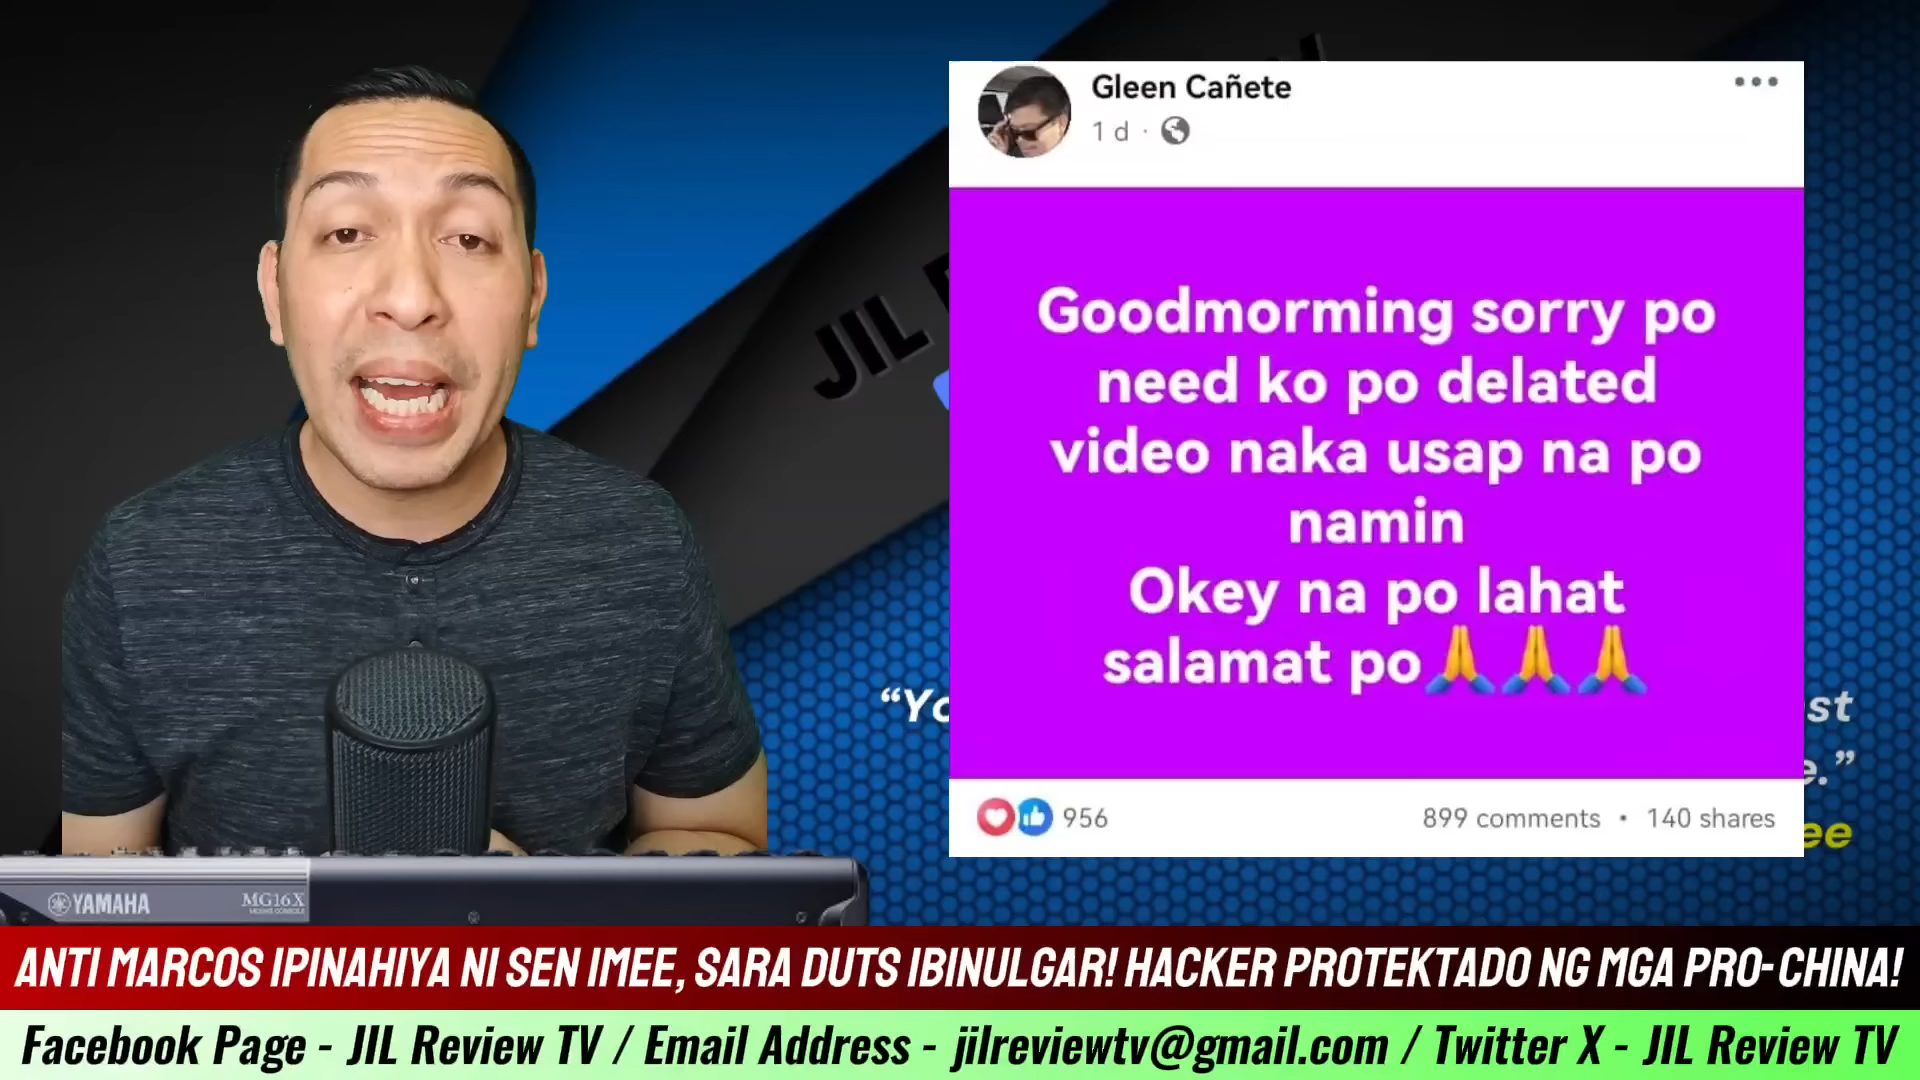 Gleen Cañete
1 d ·
Goodmorming sorry po
need ko po delated
video naka usap na po
namin
Okey na po lahat
salamat po🙏🙏🙏
956
899 comments • 140 shares
JIL
YAMAHA
MG16X
ANTI MARCOS IPINAHIYA NI SEN IMEE, SARA DUTS IBINULGAR! HACKER PROTEKTADO NG MGA PRO-CHINA!
Facebook Page - JIL Review TV / Email Address - jilreviewtv@gmail.com / Twitter X - JIL Review TV